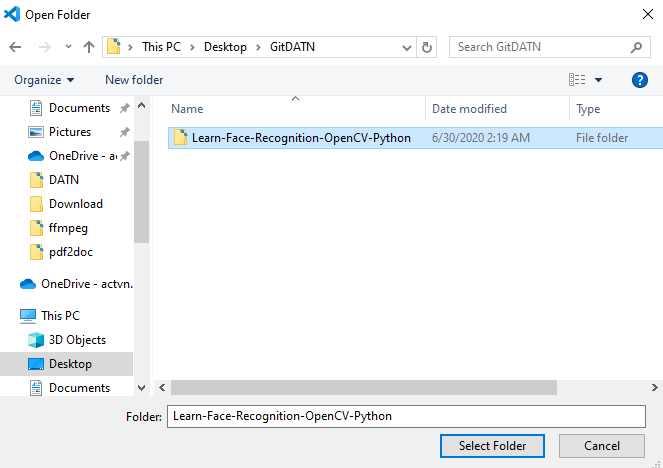 Open Folder
This PC > Desktop > GitDATN
Search GitDATN
Organize
New folder
Name
Date modified
Type
Documents
Pictures
OneDrive - actv
DATN
Download
ffmpeg
pdf2doc
OneDrive - actvn.
This PC
3D Objects
Desktop
Documents
Learn-Face-Recognition-OpenCV-Python
6/30/2020 2:19 AM
File folder
Folder:
Learn-Face-Recognition-OpenCV-Python
Select Folder
Cancel